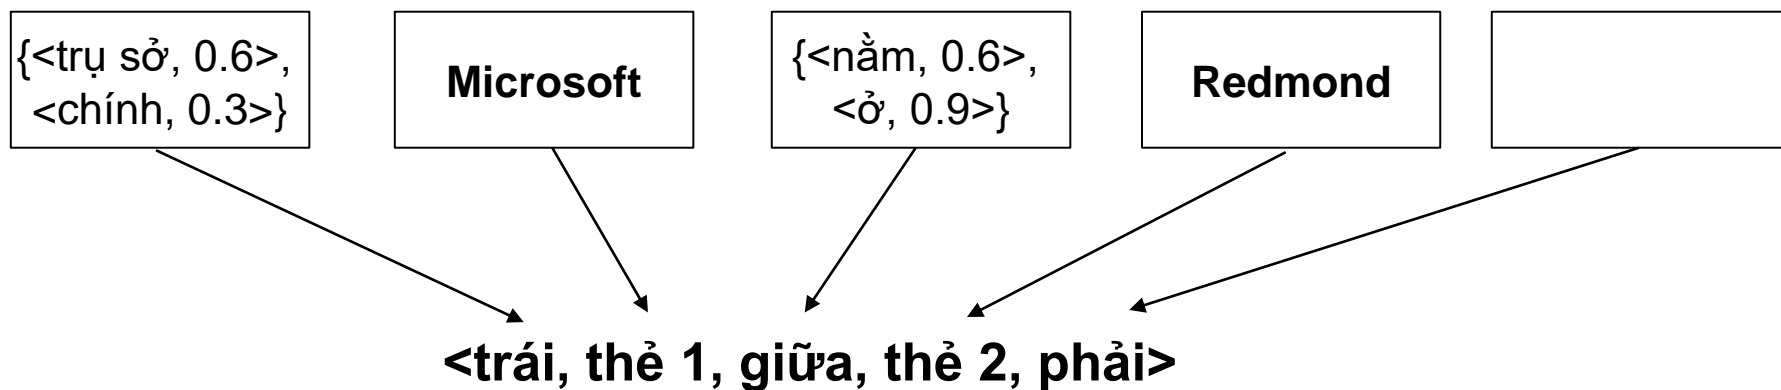 {<trụ sở, 0.6>,
<chính, 0.3>}
Microsoft
{<nằm, 0.6>,
<ở, 0.9>}
Redmond
<trái, thẻ 1, giữa, thẻ 2, phải>